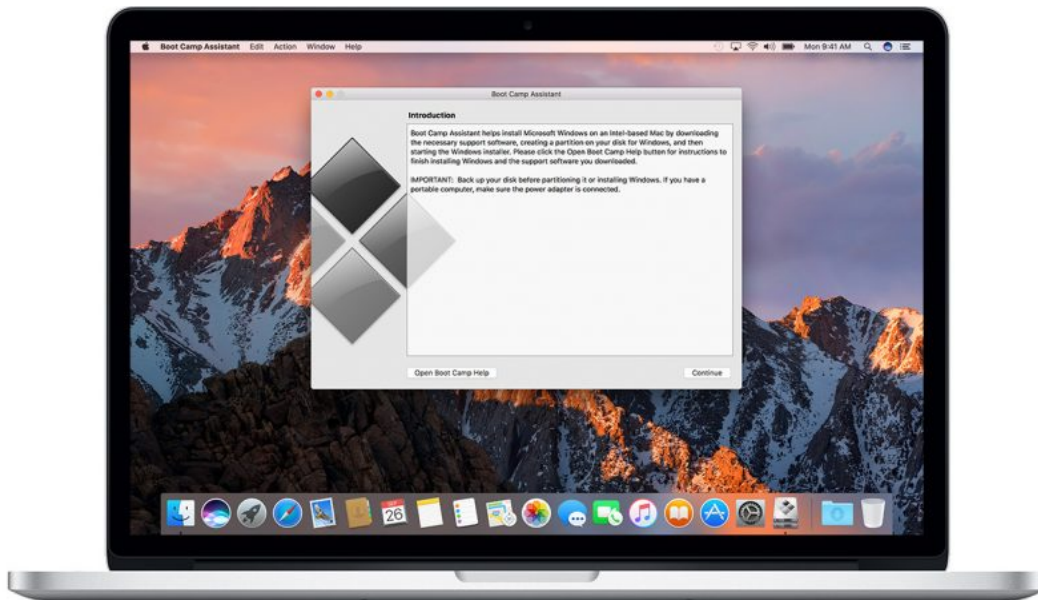 Boot Camp Assistant Edit Action Window Help Mon 9:41 AM
Boot Camp Assistant
Introduction
Boot Camp Assistant helps install Microsoft Windows on an Intel-based Mac by downloading
the necessary support software, creating a partition on your disk for Windows, and then
starting the Windows installer. Please click the Open Boot Camp Help button for instructions to
finish installing Windows and the support software you downloaded.
IMPORTANT: Back up your disk before partitioning it or installing Windows. If you have a
portable computer, make sure the power adapter is connected.
Open Boot Camp Help Continue
26